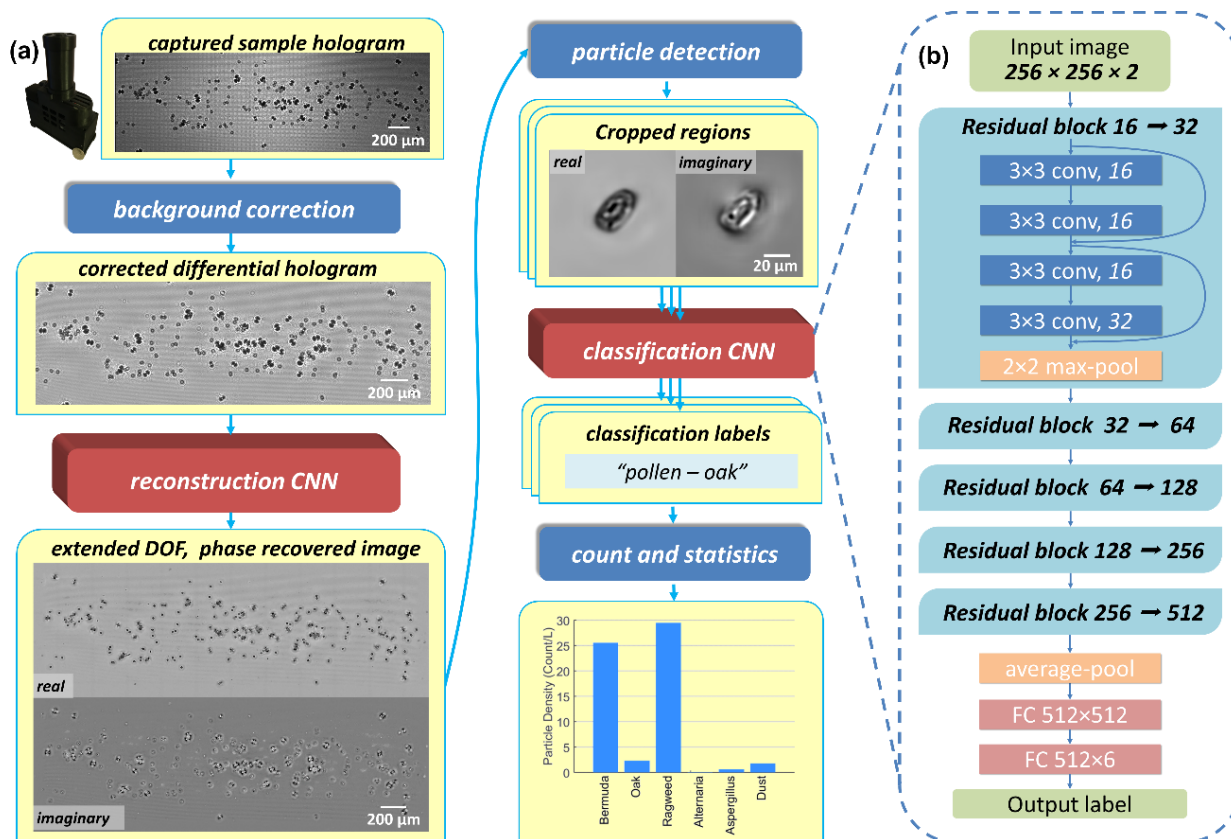 (a)
captured sample hologram
200 µm
background correction
corrected differential hologram
200 µm
reconstruction CNN
extended DOF, phase recovered image
real
imaginary
200 µm
particle detection
Cropped regions
real
imaginary
20 µm
classification CNN
classification labels
“pollen – oak”
count and statistics
Particle Density (Count/L)
30
25
20
15
10
5
0
Bermuda
Oak
Ragweed
Alternaria
Aspergillus
Dust
(b)
Input image
256 × 256 × 2
Residual block 16 → 32
3×3 conv, 16
3×3 conv, 16
3×3 conv, 16
3×3 conv, 32
2×2 max-pool
Residual block 32 → 64
Residual block 64 → 128
Residual block 128 → 256
Residual block 256 → 512
average-pool
FC 512×512
FC 512×6
Output label